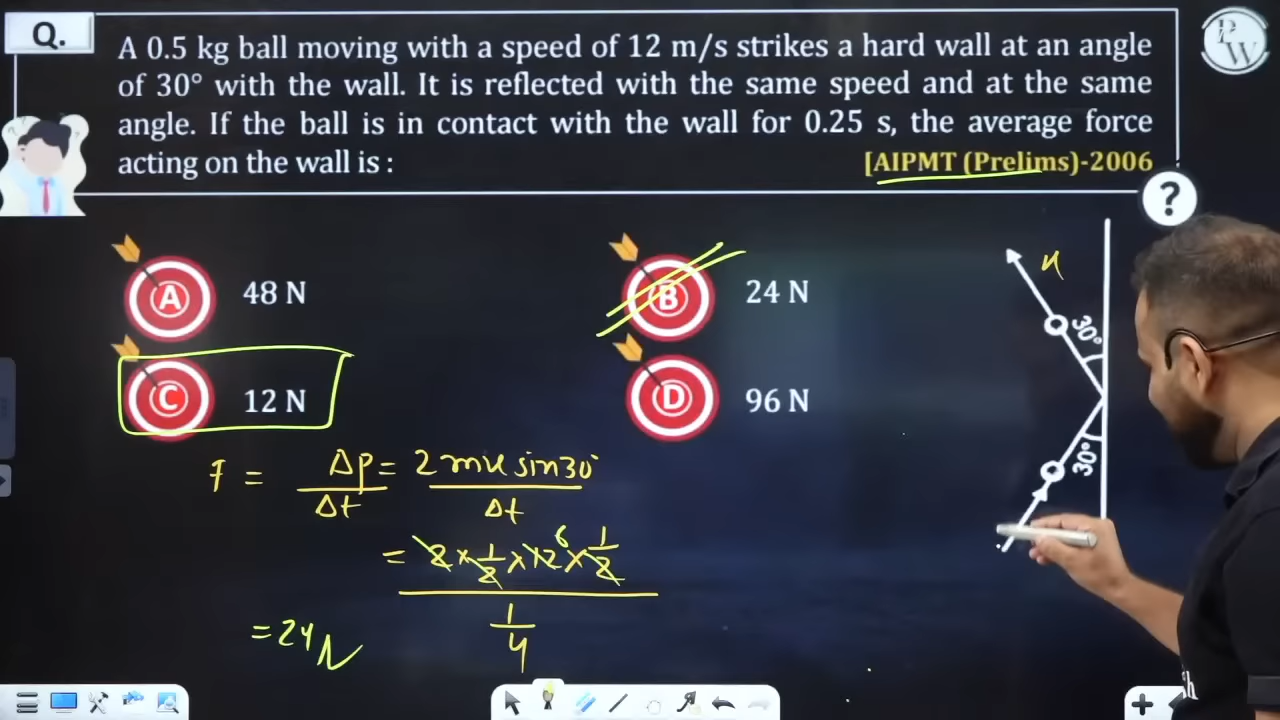 Q.
A 0.5 kg ball moving with a speed of 12 m/s strikes a hard wall at an angle
of 30° with the wall. It is reflected with the same speed and at the same
angle. If the ball is in contact with the wall for 0.25 s, the average force
acting on the wall is :
[AIPMT (Prelims)-2006
PW
?
A 48 N
B 24 N
C 12 N
D 96 N
u
30°
30°
F = Δp/Δt = 2mu sin30°/Δt
= 2 × 1/2 × 12 6 × 1/2 / 1/4
= 24 N